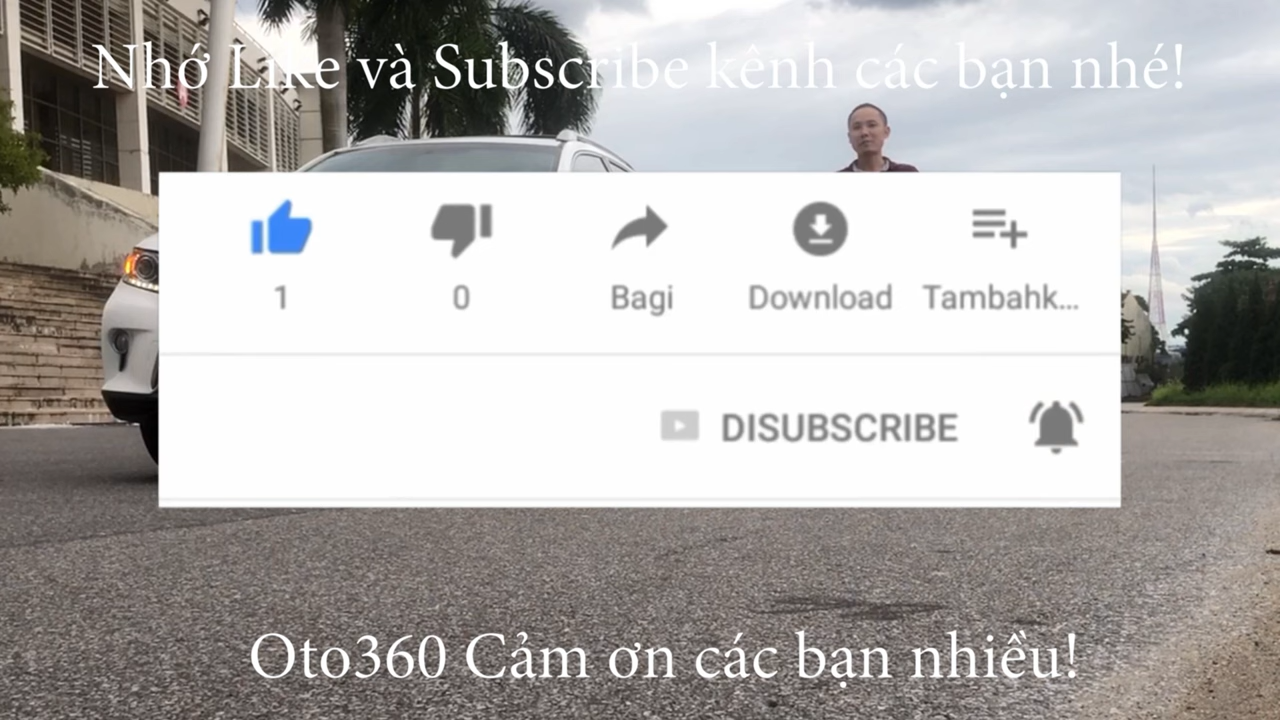 Nhớ Like và Subscribe kênh các bạn nhé!
1 0 Bagi Download Tambahk...
DISUBSCRIBE
Oto360 Cảm ơn các bạn nhiều!